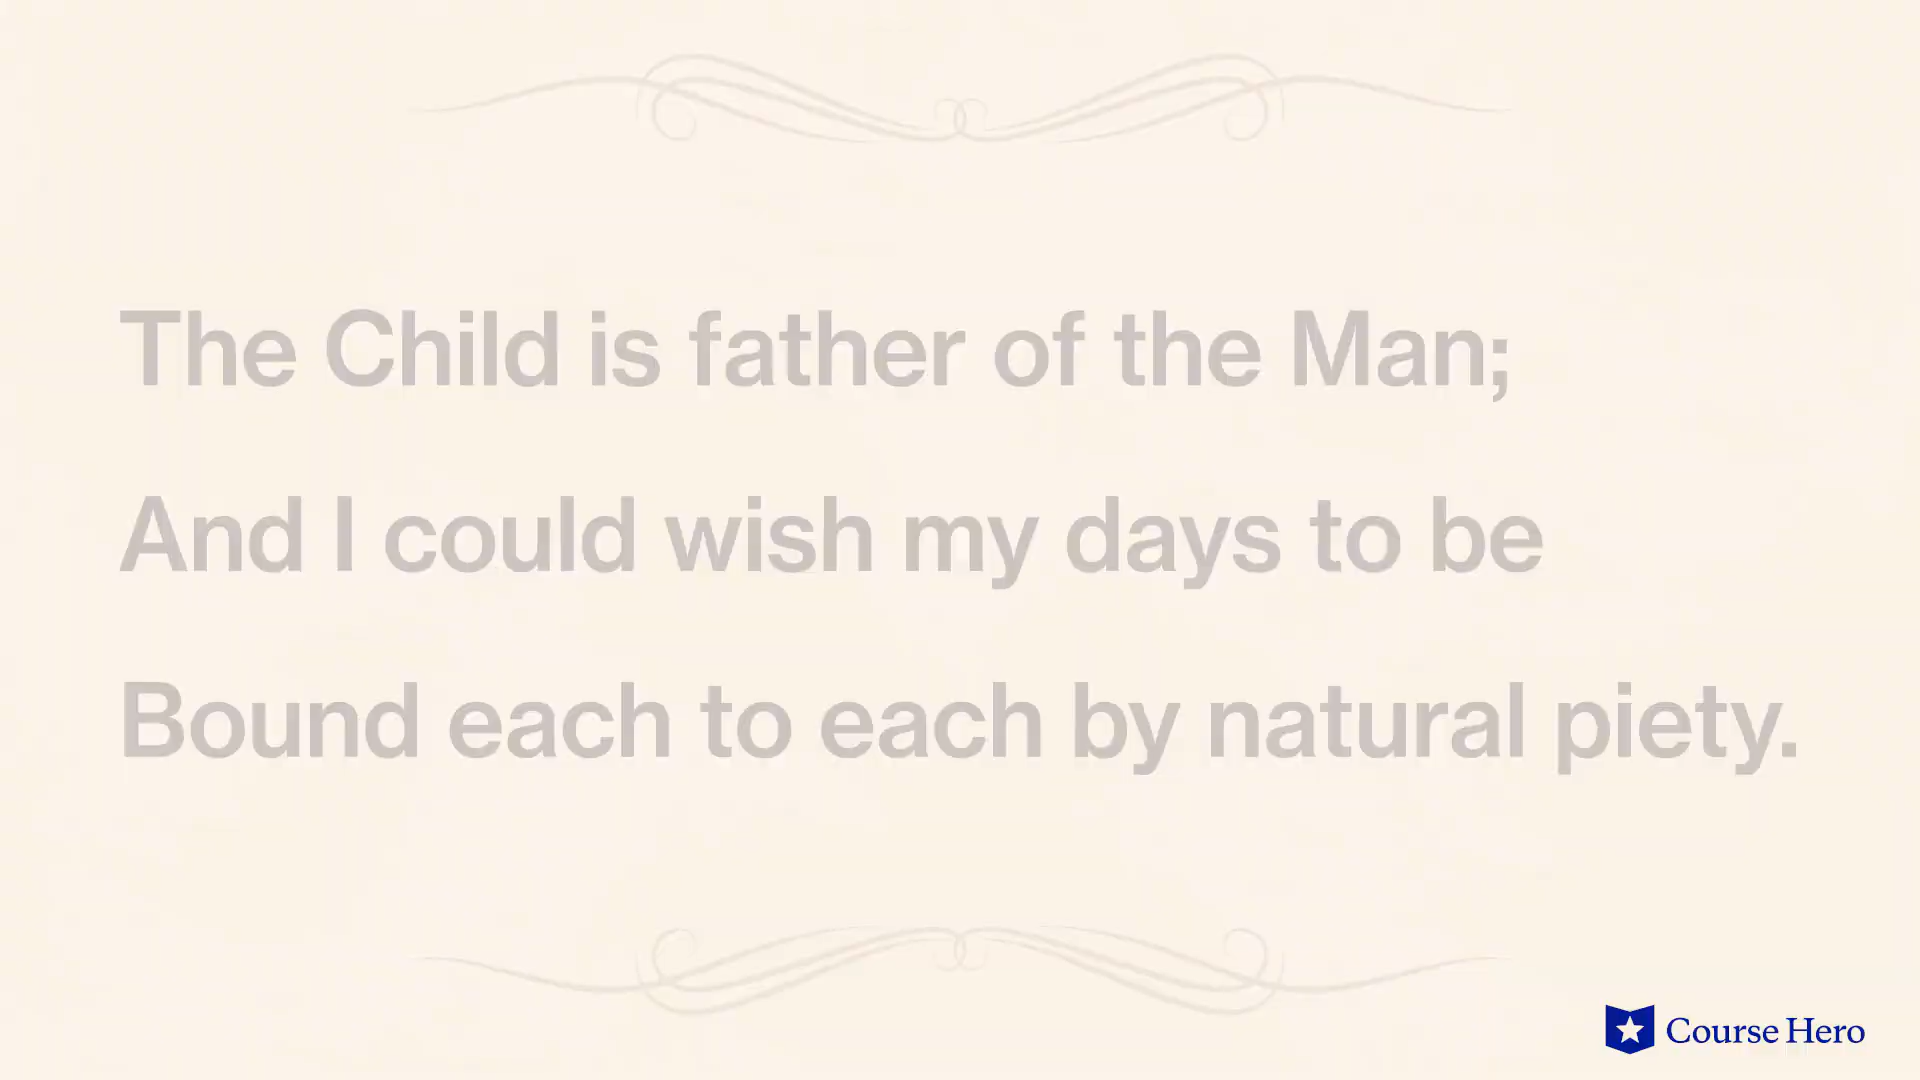 The Child is father of the Man;
And I could wish my days to be
Bound each to each by natural piety.
Course Hero